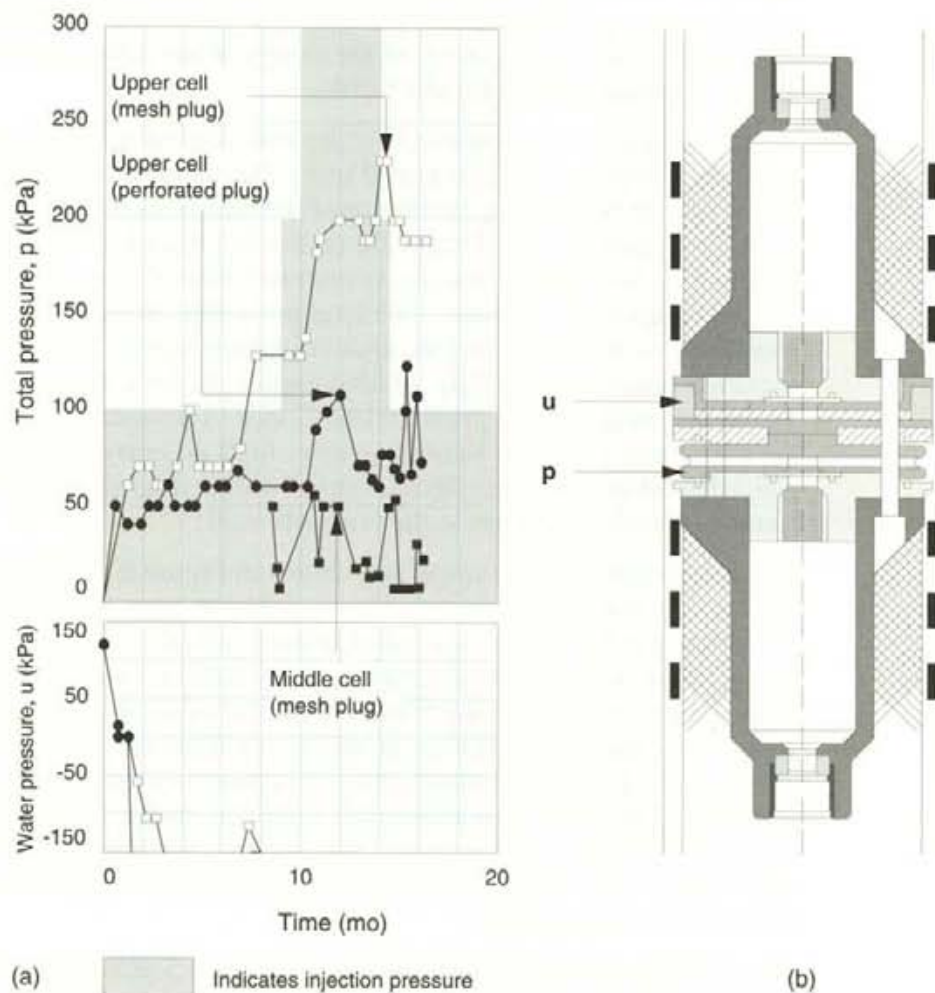 300
250
200
150
100
50
0
Total pressure, p (kPa)
Upper cell
(mesh plug)
Upper cell
(perforated plug)
150
50
-50
-150
Water pressure, u (kPa)
Middle cell
(mesh plug)
0 10 20
Time (mo)
(a)
Indicates injection pressure
u
p
(b)